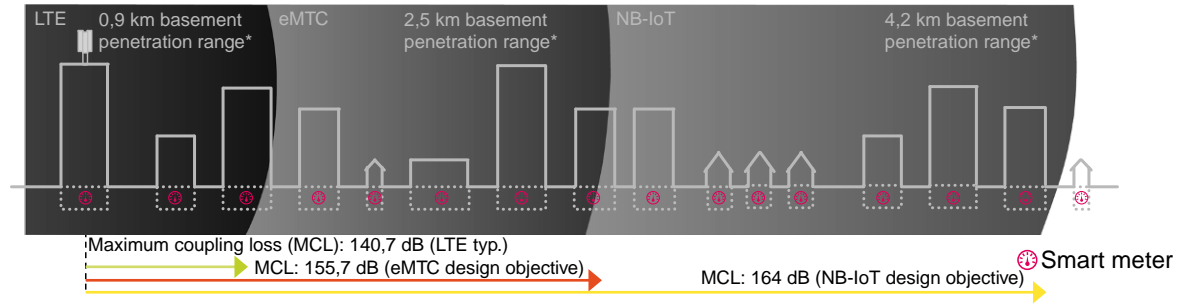 LTE
0,9 km basement
penetration range*
eMTC
2,5 km basement
penetration range*
NB-IoT
4,2 km basement
penetration range*
Maximum coupling loss (MCL): 140,7 dB (LTE typ.)
MCL: 155,7 dB (eMTC design objective)
MCL: 164 dB (NB-IoT design objective)
Smart meter